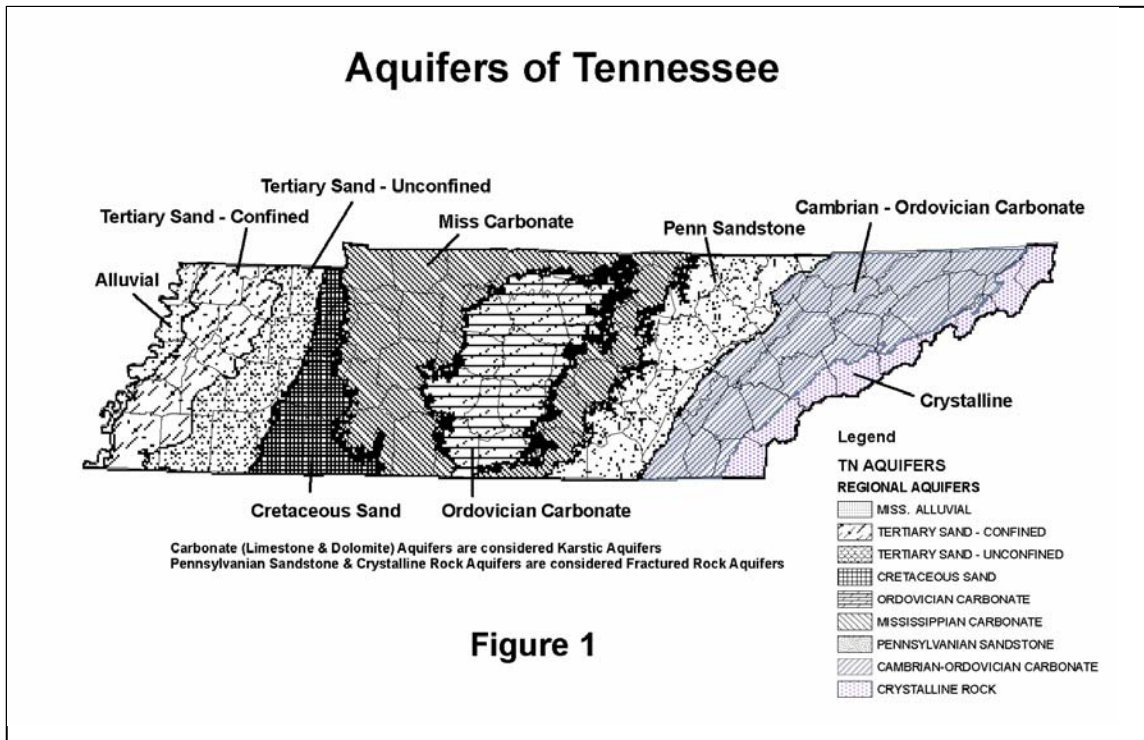 Aquifers of Tennessee
Tertiary Sand - Unconfined
Tertiary Sand - Confined
Miss Carbonate
Cambrian - Ordovician Carbonate
Penn Sandstone
Alluvial
Crystalline
Cretaceous Sand
Ordovician Carbonate
Carbonate (Limestone & Dolomite) Aquifers are considered Karstic Aquifers
Pennsylvanian Sandstone & Crystalline Rock Aquifers are considered Fractured Rock Aquifers
Figure 1
Legend
TN AQUIFERS
REGIONAL AQUIFERS
MISS. ALLUVIAL
TERTIARY SAND - CONFINED
TERTIARY SAND - UNCONFINED
CRETACEOUS SAND
ORDOVICIAN CARBONATE
MISSISSIPPIAN CARBONATE
PENNSYLVANIAN SANDSTONE
CAMBRIAN-ORDOVICIAN CARBONATE
CRYSTALLINE ROCK